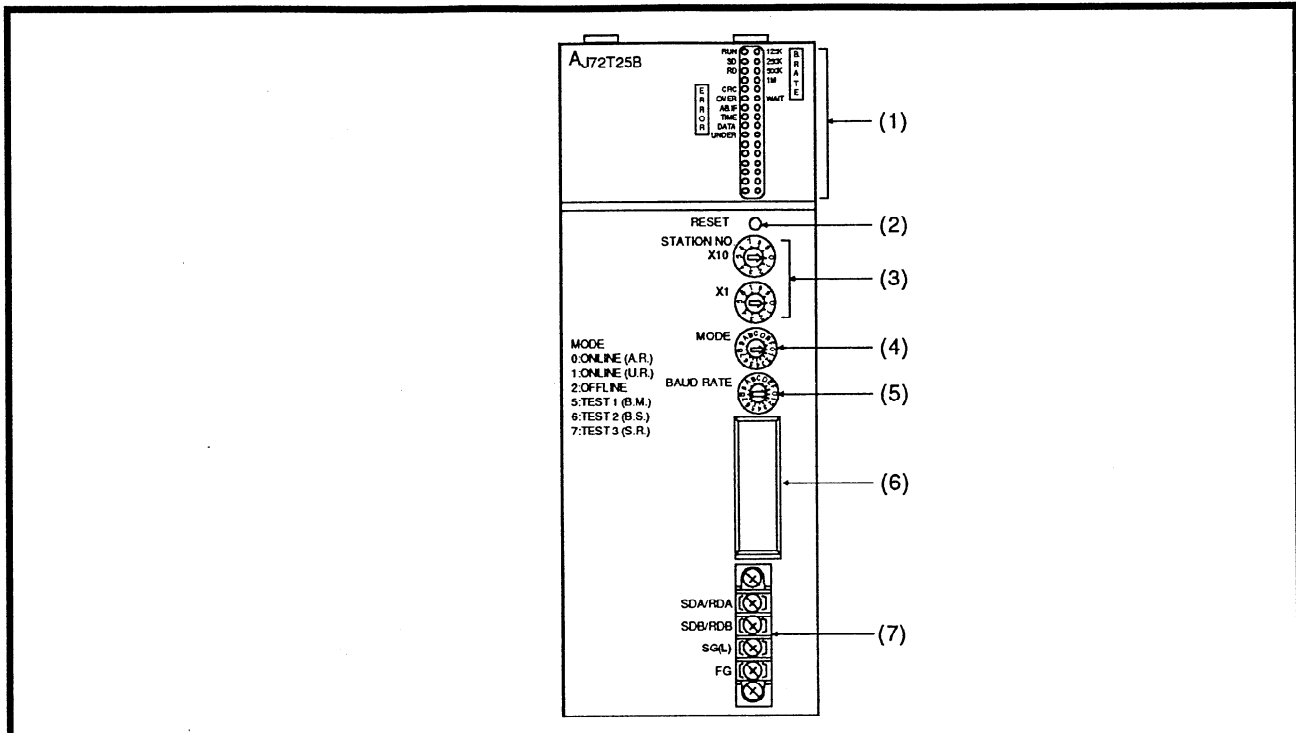 AJ72T25B
RUN 125K
SD 250K
RD 500K
1M
CRC
OVER WAIT
AB.IF
TIME
DATA
UNDER
ERROR
B.RATE
(1)
RESET
(2)
STATION NO.
X10
(3)
X1
MODE
(4)
MODE
0:ONLINE (A.R.)
1:ONLINE (U.R.)
2:OFFLINE
5:TEST 1 (B.M.)
6:TEST 2 (B.S.)
7:TEST 3 (S.R.)
BAUD RATE
(5)
(6)
SDA/RDA
SDB/RDB
(7)
SG(L)
FG